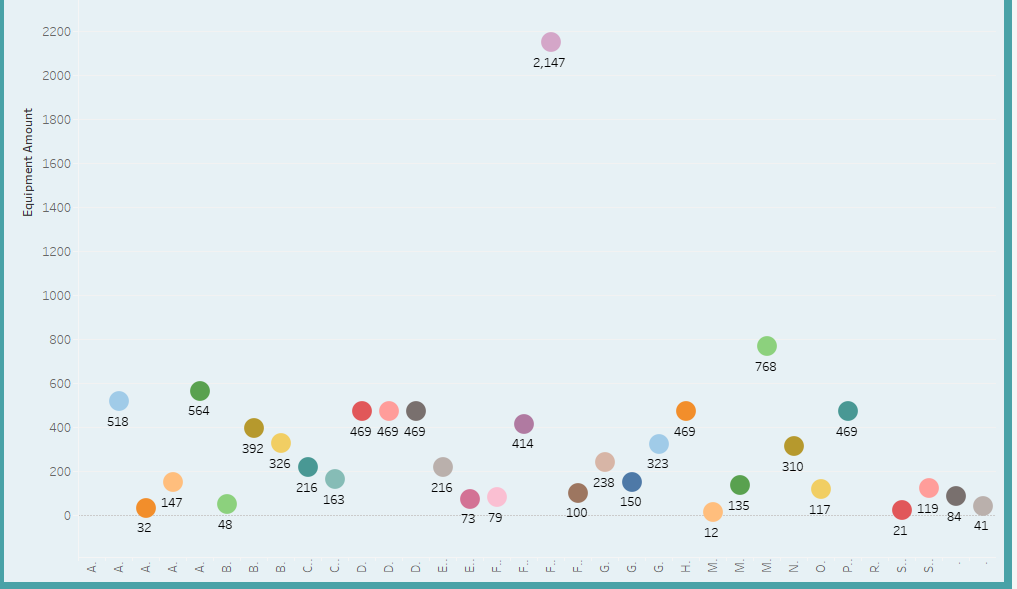 Equipment Amount
2200
2000
1800
1600
1400
1200
1000
800
600
400
200
0
518
32
147
564
48
392
326
216
163
469
469
469
216
73
79
414
2,147
100
238
150
323
469
12
135
768
310
117
469
21
119
84
41
A.
A.
A..
A..
A.
B..
B..
B..
C..
C..
D.
D.
D.
E..
E..
F..
F..
F..
F..
G.
G..
G..
H.
M.
M..
M..
N.
O.
P..
R.
S..
S..